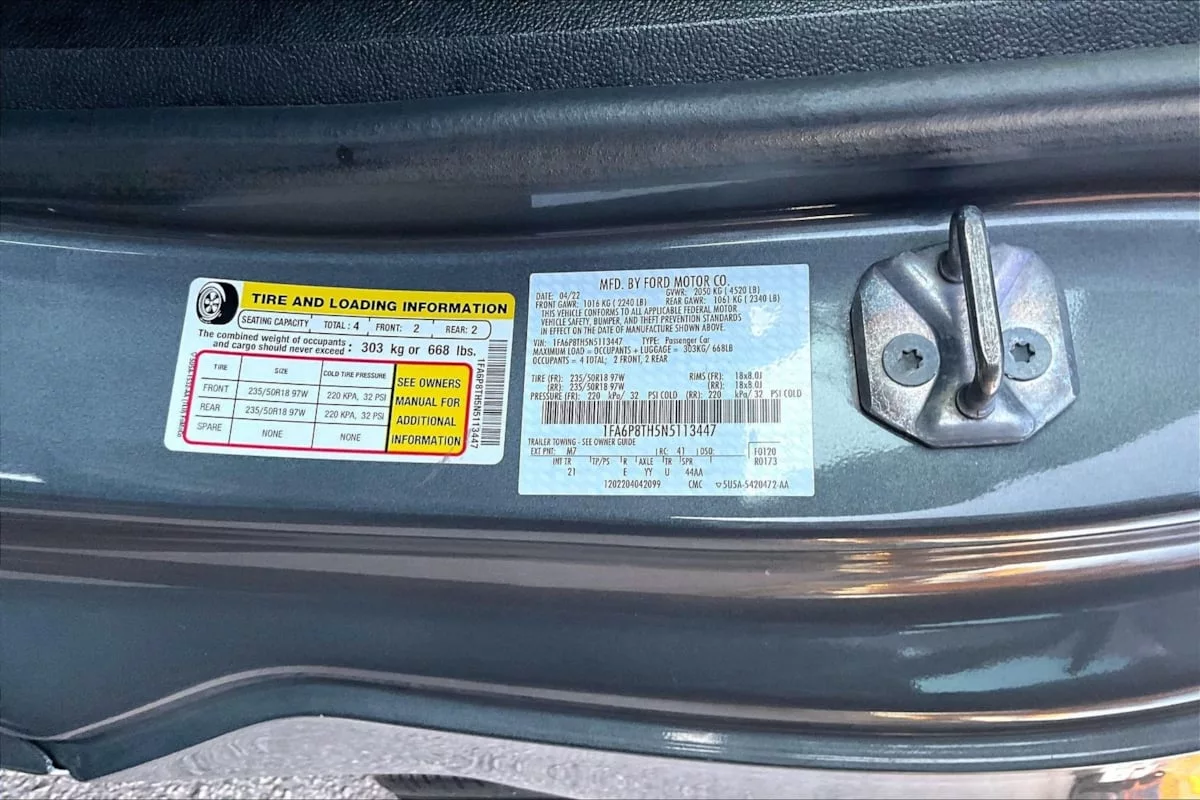 TIRE AND LOADING INFORMATION
SEATING CAPACITY TOTAL : 4 FRONT: 2 REAR: 2
The combined weight of occupants
and cargo should never exceed : 303 kg or 668 lbs.
TIRE SIZE COLD TIRE PRESSURE
FRONT 235/50R18 97W 220 KPA, 32 PSI
REAR 235/50R18 97W 220 KPA, 32 PSI
SPARE NONE NONE
SEE OWNERS
MANUAL FOR
ADDITIONAL
INFORMATION
1FA6P8TH5N5113447
MFD. BY FORD MOTOR CO.
DATE: 04/22 GVWR: 2050 KG ( 4520 LB)
FRONT GAWR: 1016 KG ( 2240 LB) REAR GAWR: 1061 KG ( 2340 LB)
THIS VEHICLE CONFORMS TO ALL APPLICABLE FEDERAL MOTOR
VEHICLE SAFETY, BUMPER, AND THEFT PREVENTION STANDARDS
IN EFFECT ON THE DATE OF MANUFACTURE SHOWN ABOVE.
VIN: 1FA6P8TH5N5113447 TYPE: Passenger Car
MAXIMUM LOAD = OCCUPANTS + LUGGAGE = 303KG/ 668LB
OCCUPANTS = 4 TOTAL; 2 FRONT, 2 REAR
TIRE (FR): 235/50R18 97W RIMS (FR): 18x8.0J
(RR): 235/50R18 97W (RR): 18x8.0J
PRESSURE (FR): 220 kPa/ 32 PSI COLD (RR): 220 kPa/ 32 PSI COLD
1FA6P8TH5N5113447
TRAILER TOWING - SEE OWNER GUIDE
EXT PNT: M7 RC: 41 DSO: F0120
INT TR TP/PS R AXLE TR SPR R0173
21 E YY U 44AA
1202204042099 CMC 5U5A-5420472-AA